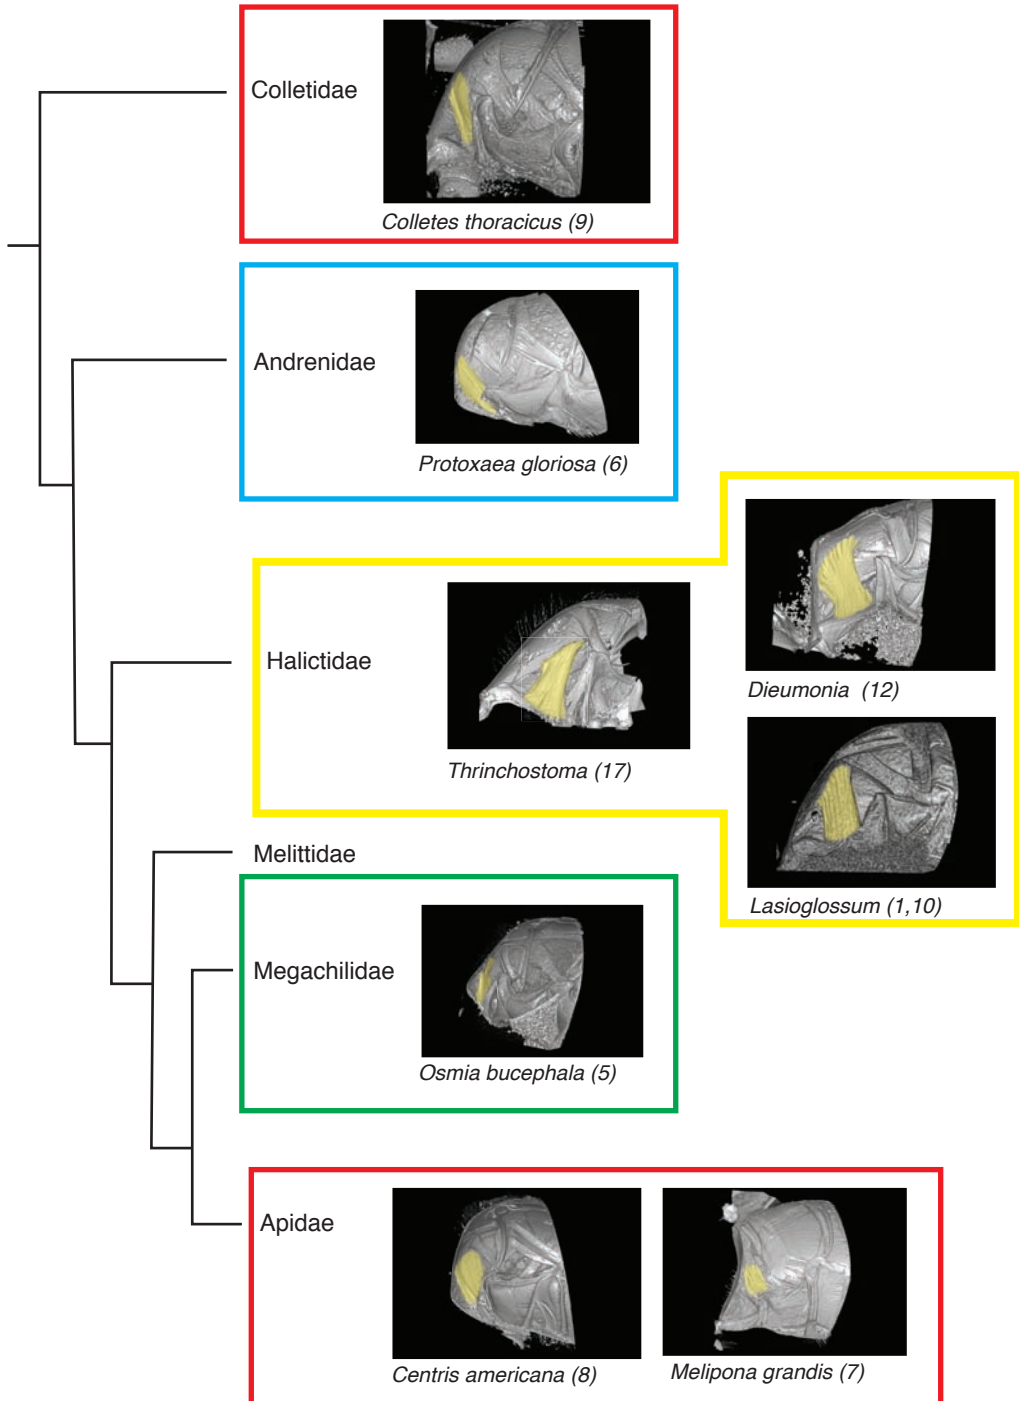 Colletidae
Colletes thoracicus (9)
Andrenidae
Protoxaea gloriosa (6)
Halictidae
Thrinchostoma (17)
Dieumonia (12)
Lasioglossum (1,10)
Melittidae
Megachilidae
Osmia bucephala (5)
Apidae
Centris americana (8)
Melipona grandis (7)